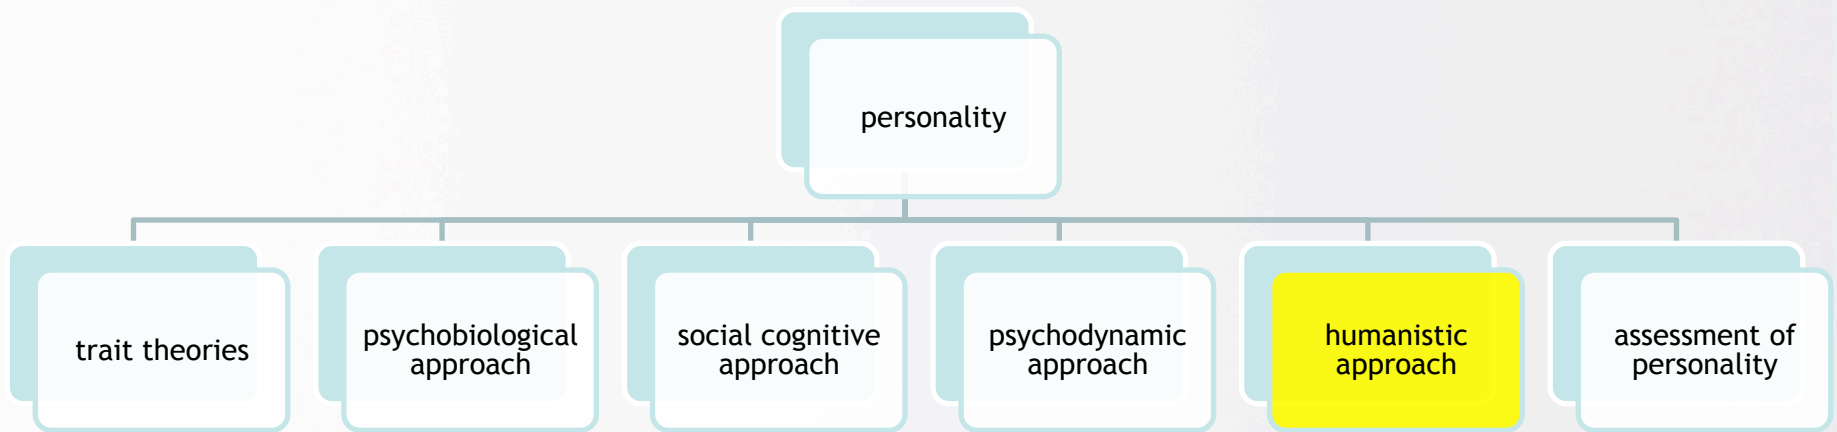 personality
trait theories
psychobiological
approach
social cognitive
approach
psychodynamic
approach
humanistic
approach
assessment of
personality